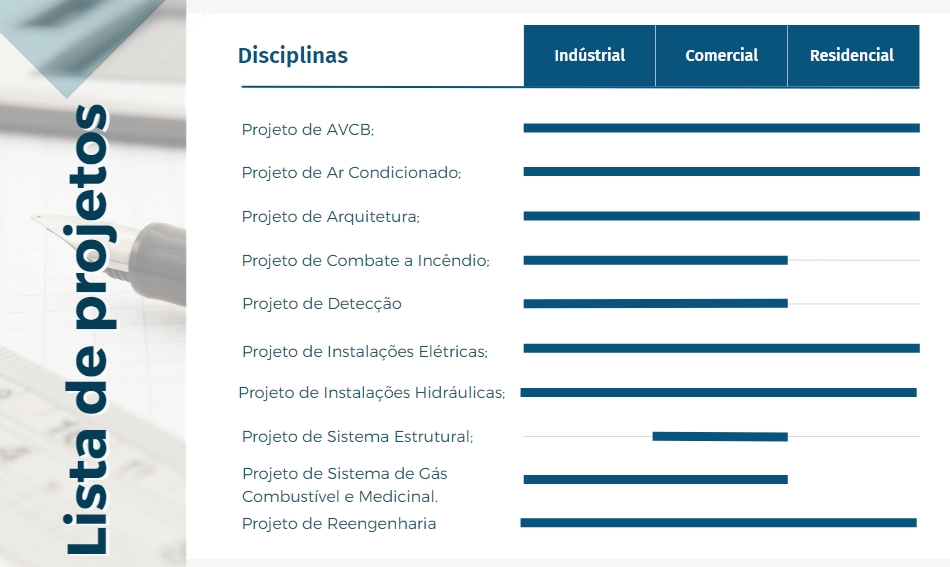 Lista de projetos
Disciplinas
Indústrial
Comercial
Residencial
Projeto de AVCB;
Projeto de Ar Condicionado;
Projeto de Arquitetura;
Projeto de Combate a Incêndio;
Projeto de Detecção
Projeto de Instalações Elétricas;
Projeto de Instalações Hidráulicas;
Projeto de Sistema Estrutural;
Projeto de Sistema de Gás
Combustível e Medicinal.
Projeto de Reengenharia